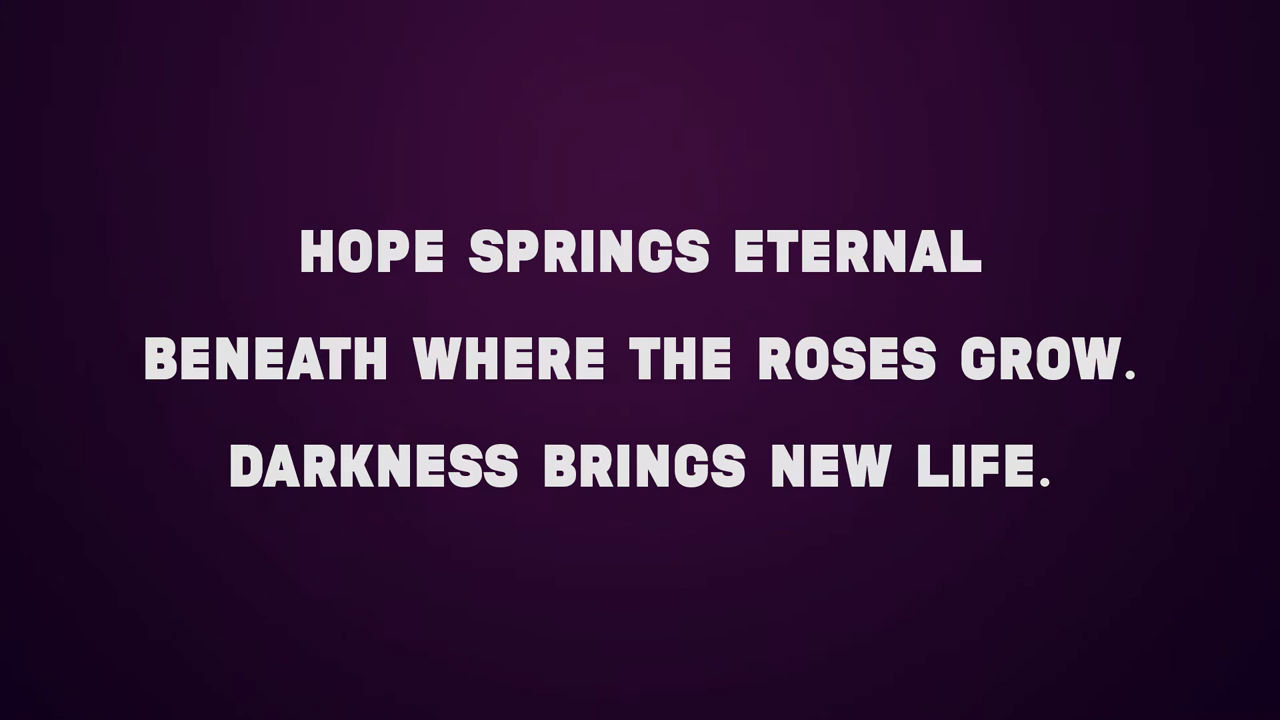 HOPE SPRINGS ETERNAL
BENEATH WHERE THE ROSES GROW.
DARKNESS BRINGS NEW LIFE.